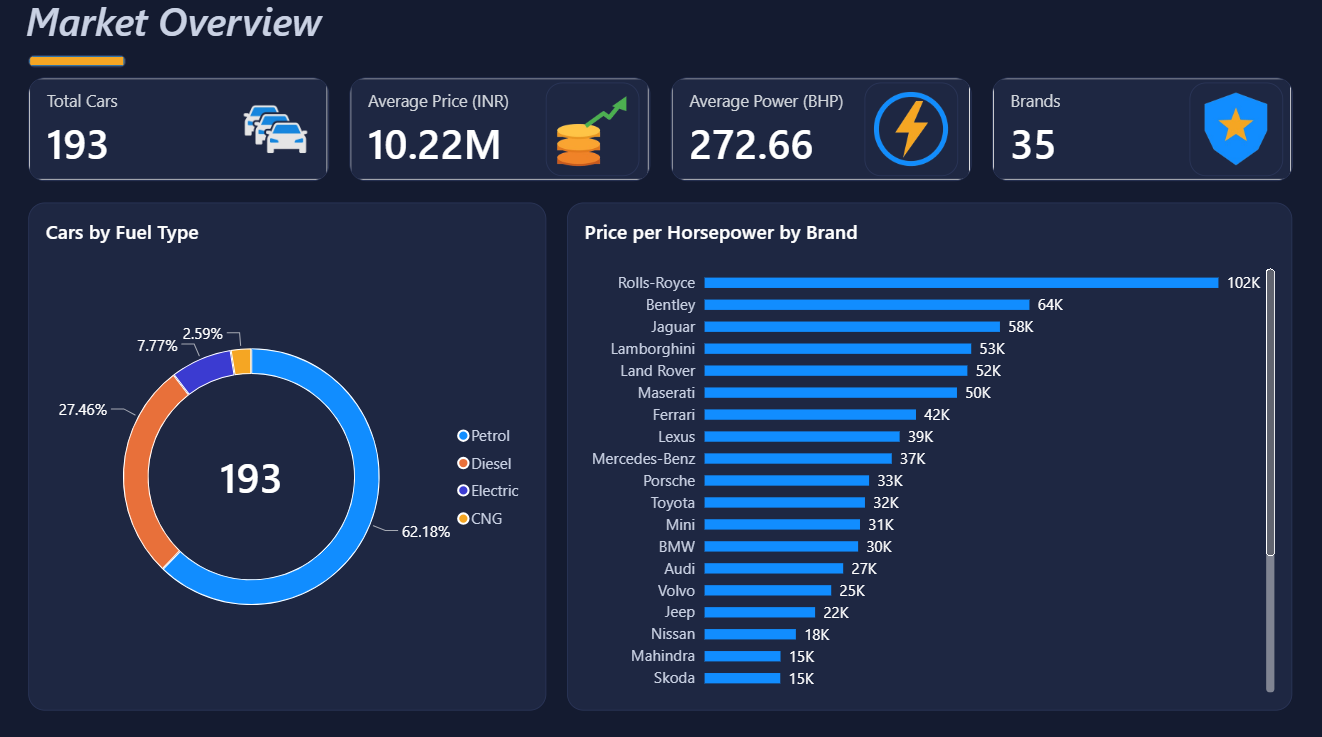 Market Overview
Total Cars
193
Average Price (INR)
10.22M
Average Power (BHP)
272.66
Brands
35
Cars by Fuel Type
2.59%
7.77%
27.46%
193
62.18%
Petrol
Diesel
Electric
CNG
Price per Horsepower by Brand
Rolls-Royce 102K
Bentley 64K
Jaguar 58K
Lamborghini 53K
Land Rover 52K
Maserati 50K
Ferrari 42K
Lexus 39K
Mercedes-Benz 37K
Porsche 33K
Toyota 32K
Mini 31K
BMW 30K
Audi 27K
Volvo 25K
Jeep 22K
Nissan 18K
Mahindra 15K
Skoda 15K